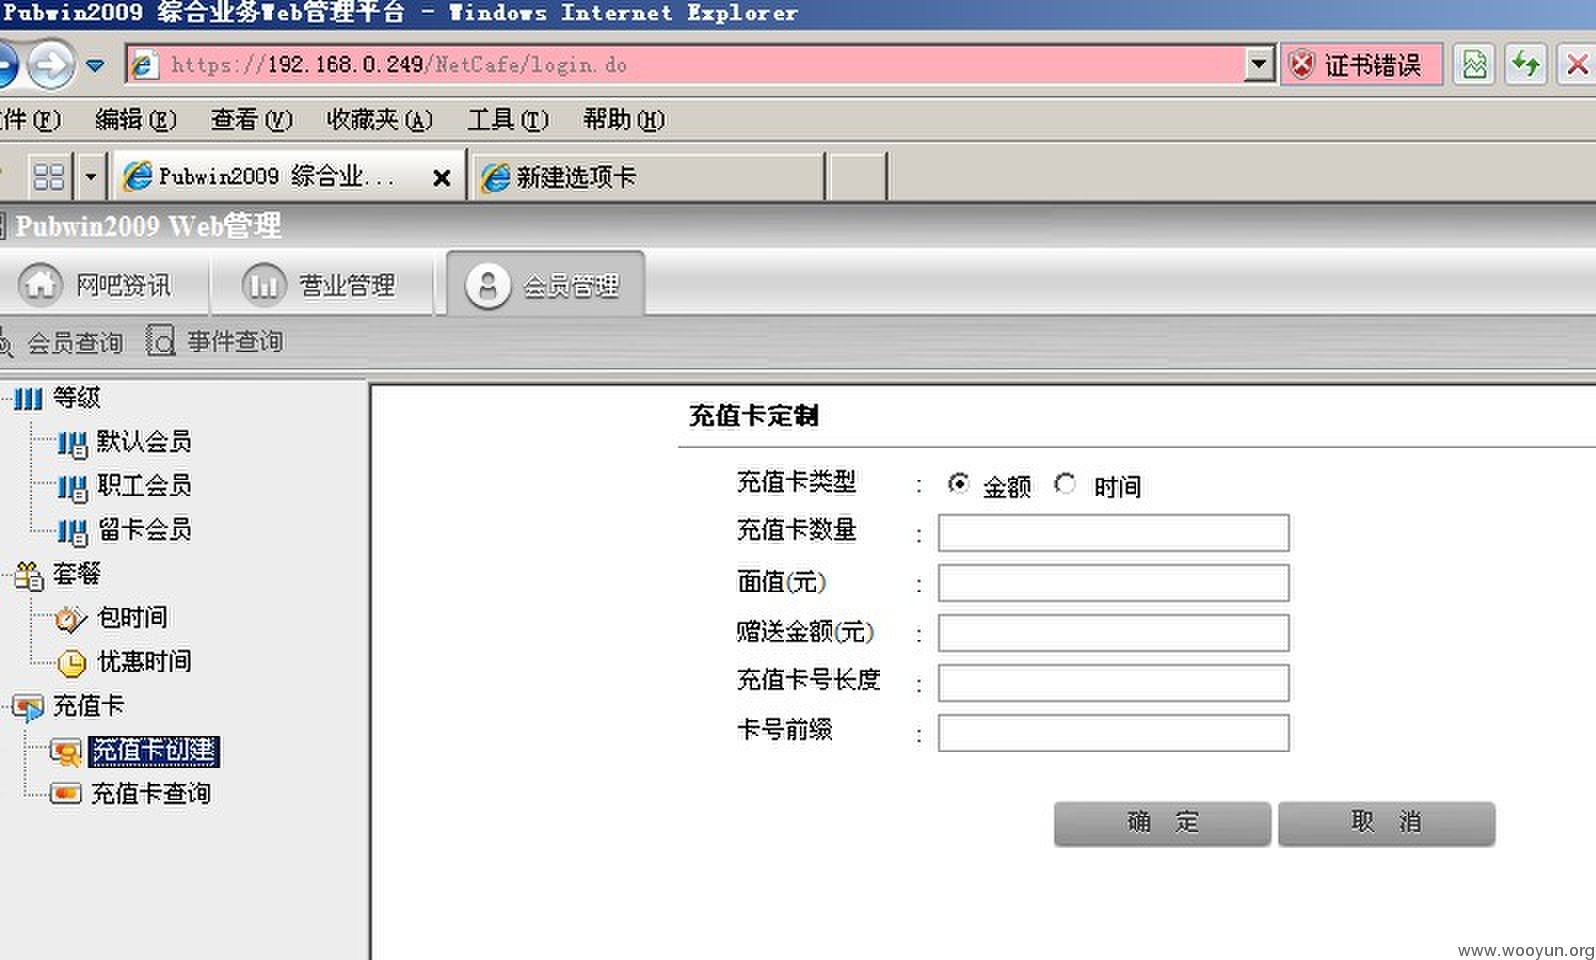 Pubwin2009 综合业务Web管理平台 - Windows Internet Explorer
https://192.168.0.249/NetCafe/login.do 证书错误
件(F) 编辑(E) 查看(V) 收藏夹(A) 工具(T) 帮助(H)
Pubwin2009 综合业... 新建选项卡
Pubwin2009 Web管理
网吧资讯 营业管理 会员管理
会员查询 事件查询
等级
默认会员
职工会员
留卡会员
套餐
包时间
优惠时间
充值卡
充值卡创建
充值卡查询
充值卡定制
充值卡类型 : 金额 时间
充值卡数量 :
面值(元) :
赠送金额(元) :
充值卡号长度 :
卡号前缀 :
确 定 取 消
www.wooyun.org